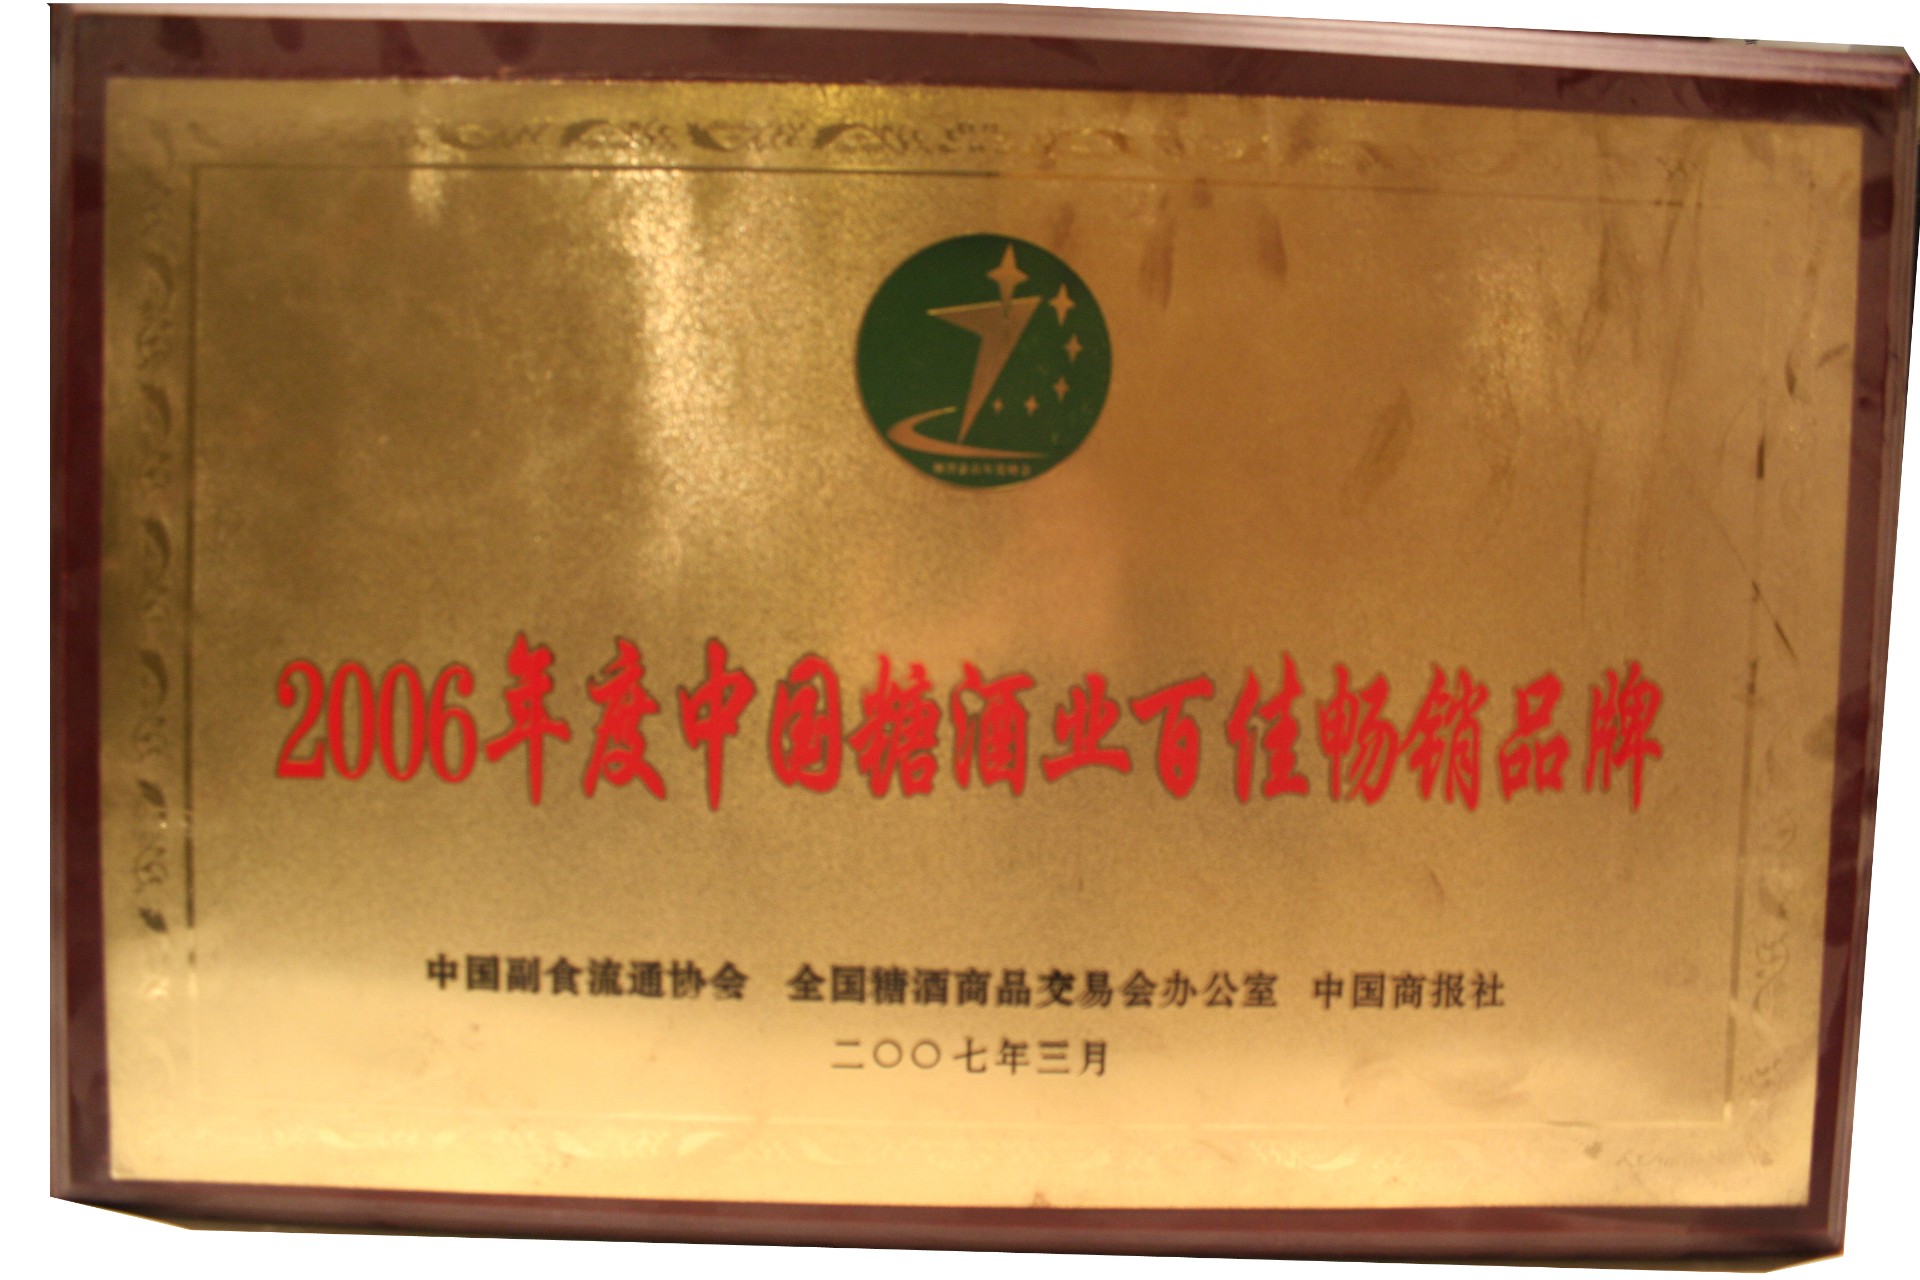 2006年度中国糖酒业百佳畅销品牌
中国副食流通协会 全国糖酒商品交易会办公室 中国商报社
二〇〇七年三月